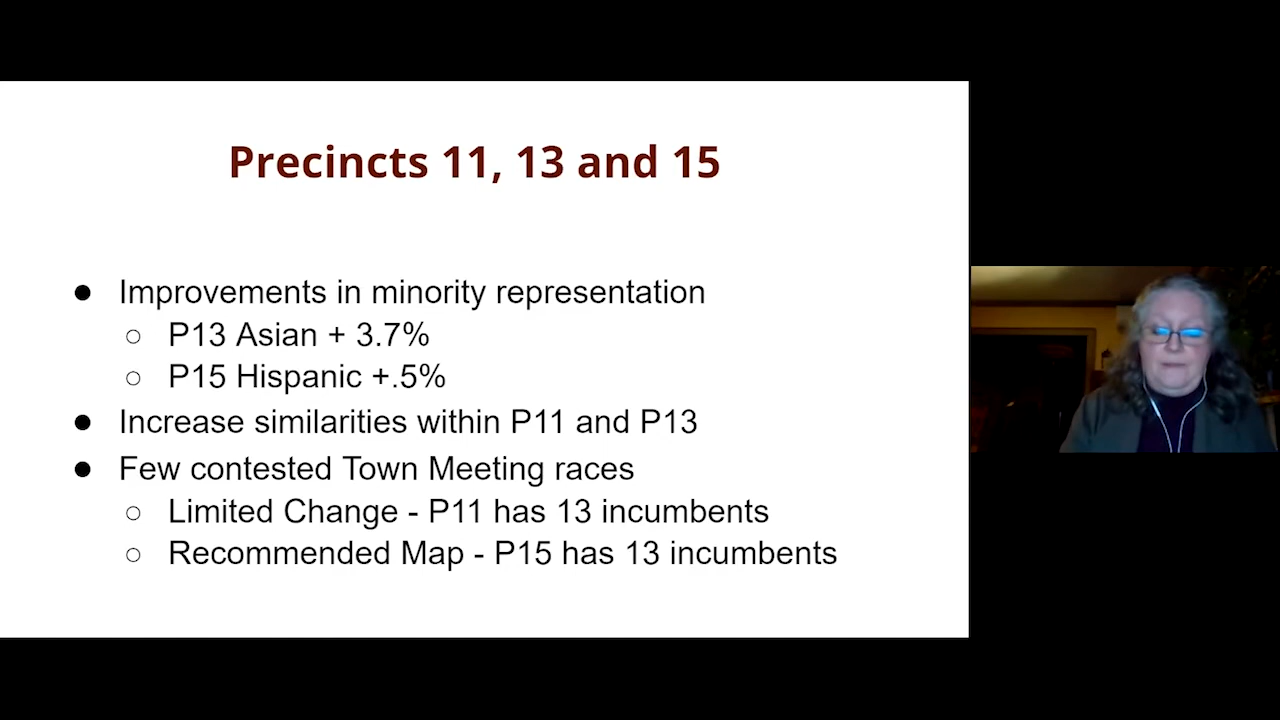 Precincts 11, 13 and 15
● Improvements in minority representation
○ P13 Asian + 3.7%
○ P15 Hispanic +.5%
● Increase similarities within P11 and P13
● Few contested Town Meeting races
○ Limited Change - P11 has 13 incumbents
○ Recommended Map - P15 has 13 incumbents